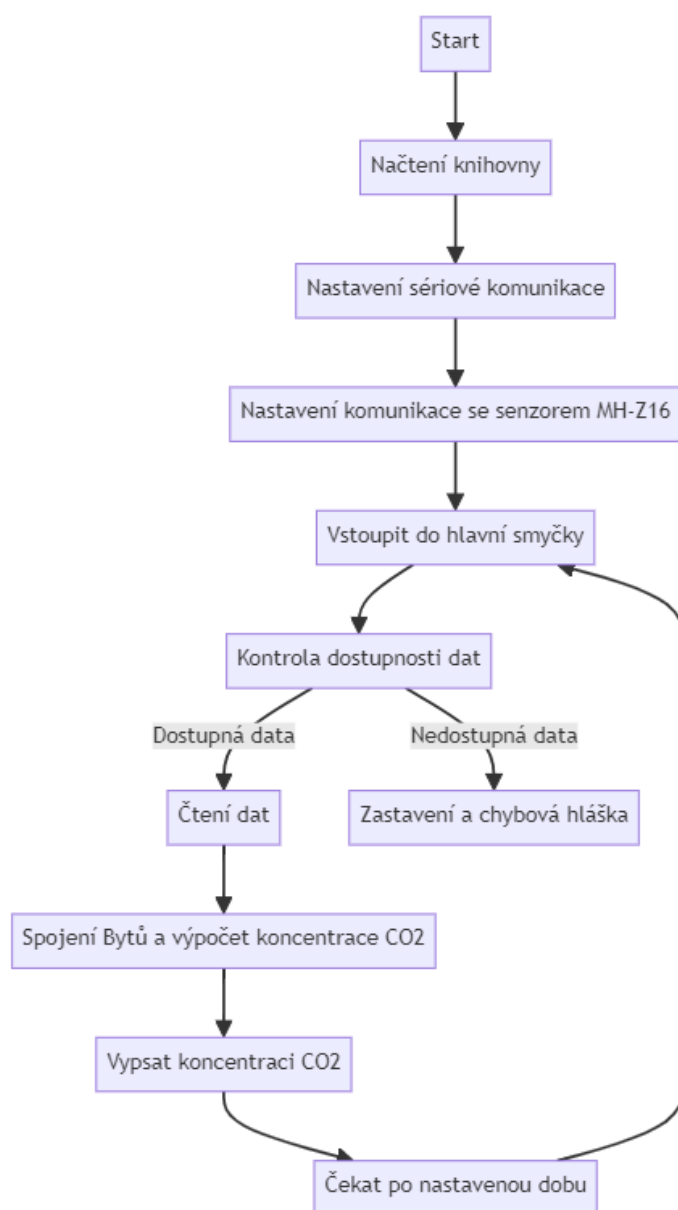 Start
Načtení knihovny
Nastavení sériové komunikace
Nastavení komunikace se senzorem MH-Z16
Vstoupit do hlavní smyčky
Kontrola dostupnosti dat
Dostupná data
Nedostupná data
Čtení dat
Zastavení a chybová hláška
Spojení Bytů a výpočet koncentrace CO2
Vypsat koncentraci CO2
Čekat po nastavenou dobu